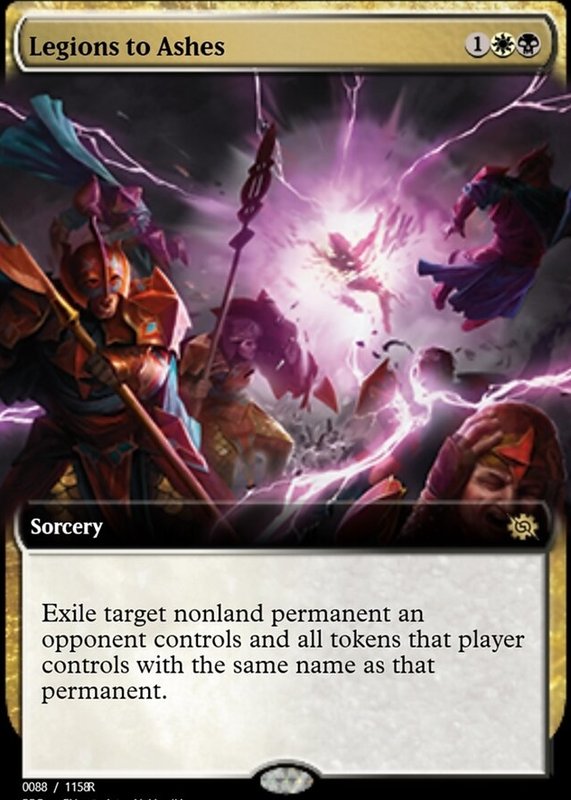 Legions to Ashes 1
Sorcery
Exile target nonland permanent an
opponent controls and all tokens that player
controls with the same name as that
permanent.
0088 / 1158R